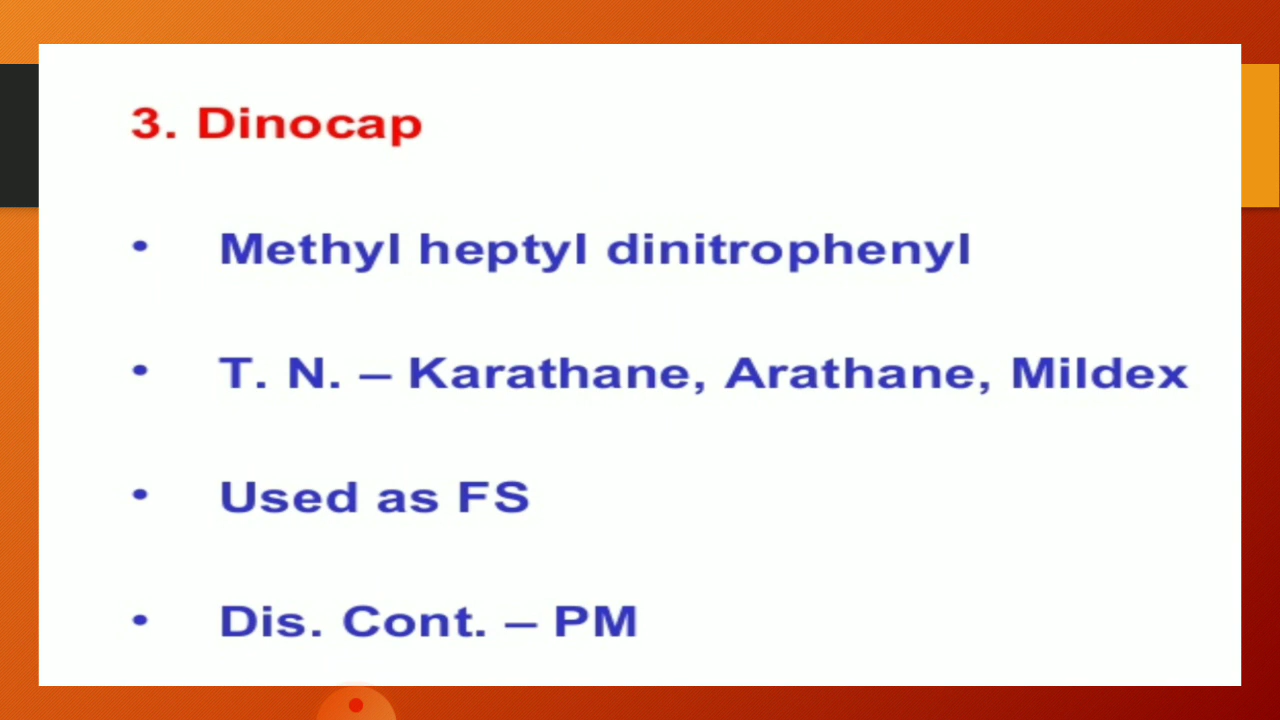 3. Dinocap
• Methyl heptyl dinitrophenyl
• T. N. – Karathane, Arathane, Mildex
• Used as FS
• Dis. Cont. – PM